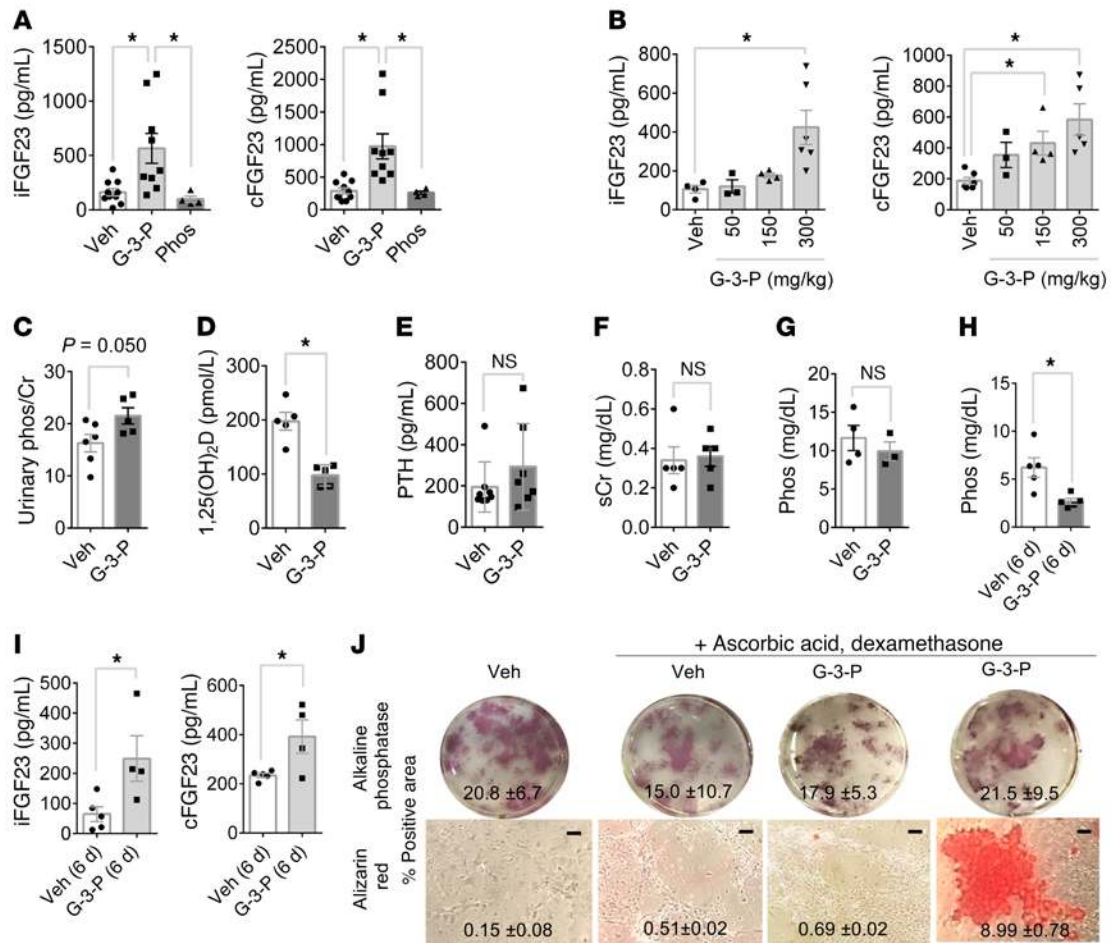 A
iFGF23 (pg/mL)
1500
1000
500
0
* *
Veh
G-3-P
Phos
cFGF23 (pg/mL)
2500
2000
1500
1000
500
0
* *
Veh
G-3-P
Phos
B
iFGF23 (pg/mL)
800
600
400
200
0
*
Veh
50
150
300
G-3-P (mg/kg)
cFGF23 (pg/mL)
1000
800
600
400
200
0
*
*
Veh
50
150
300
G-3-P (mg/kg)
C
P = 0.050
Urinary phos/Cr
30
20
10
0
Veh
G-3-P
D
*
1,25(OH)2D (pmol/L)
300
200
100
0
Veh
G-3-P
E
NS
PTH (pg/mL)
800
600
400
200
0
Veh
G-3-P
F
NS
sCr (mg/dL)
0.8
0.6
0.4
0.2
0.0
Veh
G-3-P
G
NS
Phos (mg/dL)
20
15
10
5
0
Veh
G-3-P
H
*
Phos (mg/dL)
15
10
5
0
Veh (6 d)
G-3-P (6 d)
I
*
iFGF23 (pg/mL)
500
400
300
200
100
0
Veh (6 d)
G-3-P (6 d)
*
cFGF23 (pg/mL)
600
400
200
0
Veh (6 d)
G-3-P (6 d)
J
+ Ascorbic acid, dexamethasone
Veh Veh G-3-P G-3-P
Alkaline
phosphatase
% Positive area
20.8 ±6.7 15.0 ±10.7 17.9 ±5.3 21.5 ±9.5
Alizarin
red
0.15 ±0.08 0.51±0.02 0.69 ±0.02 8.99 ±0.78